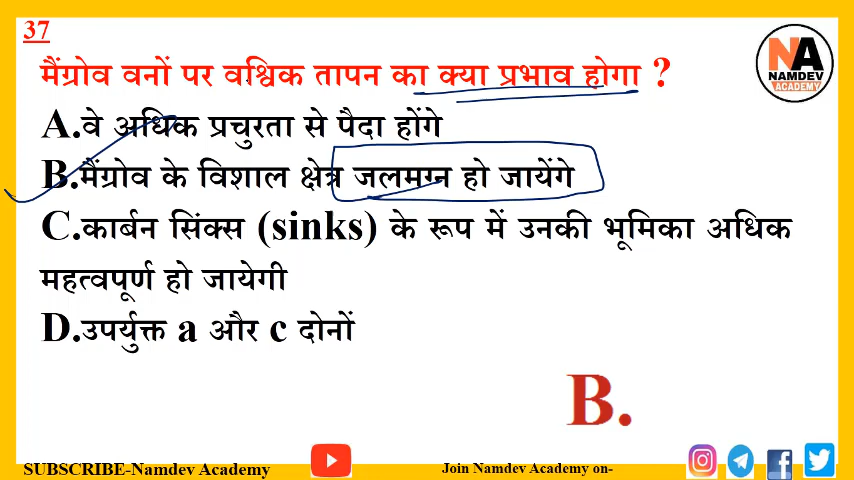 37
मैंग्रोव वनों पर वश्विक तापन का क्या प्रभाव होगा ?
A.वे अधिक प्रचुरता से पैदा होंगे
B.मैंग्रोव के विशाल क्षेत्र जलमग्न हो जायेंगे
C.कार्बन सिंक्स (sinks) के रूप में उनकी भूमिका अधिक
महत्वपूर्ण हो जायेगी
D.उपर्युक्त a और c दोनों
B.
NA
NAMDEV
ACADEMY
SUBSCRIBE-Namdev Academy
Join Namdev Academy on-